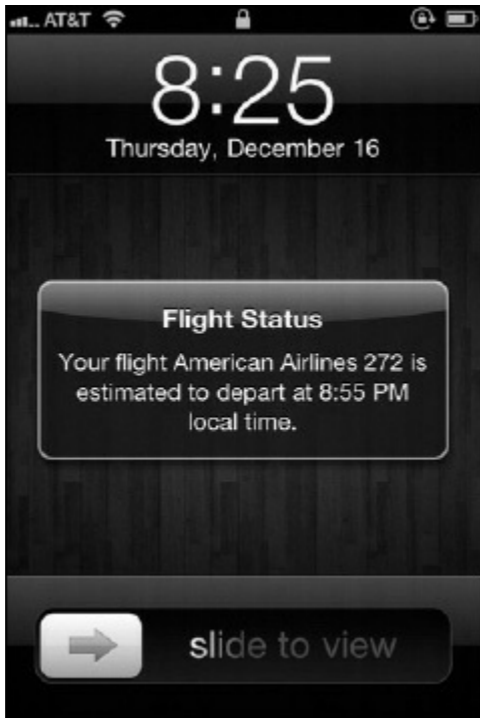 AT&T
8:25
Thursday, December 16
Flight Status
Your flight American Airlines 272 is
estimated to depart at 8:55 PM
local time.
slide to view